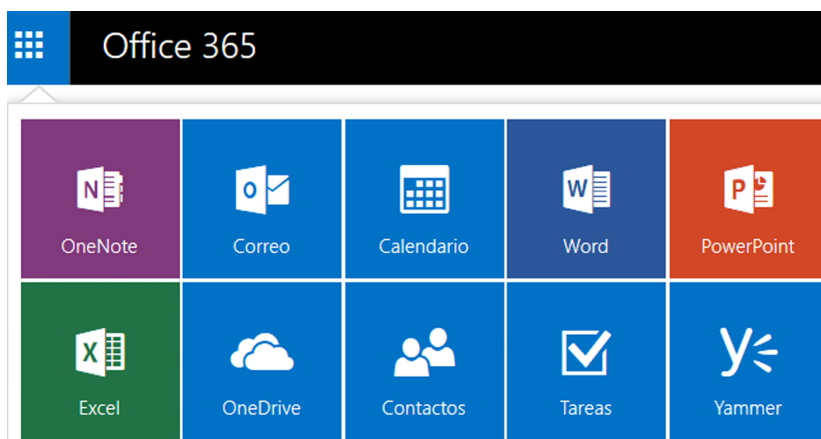 Office 365
N
O
W
P
OneNote
Correo
Calendario
Word
PowerPoint
X
Excel
OneDrive
Contactos
Tareas
Yammer